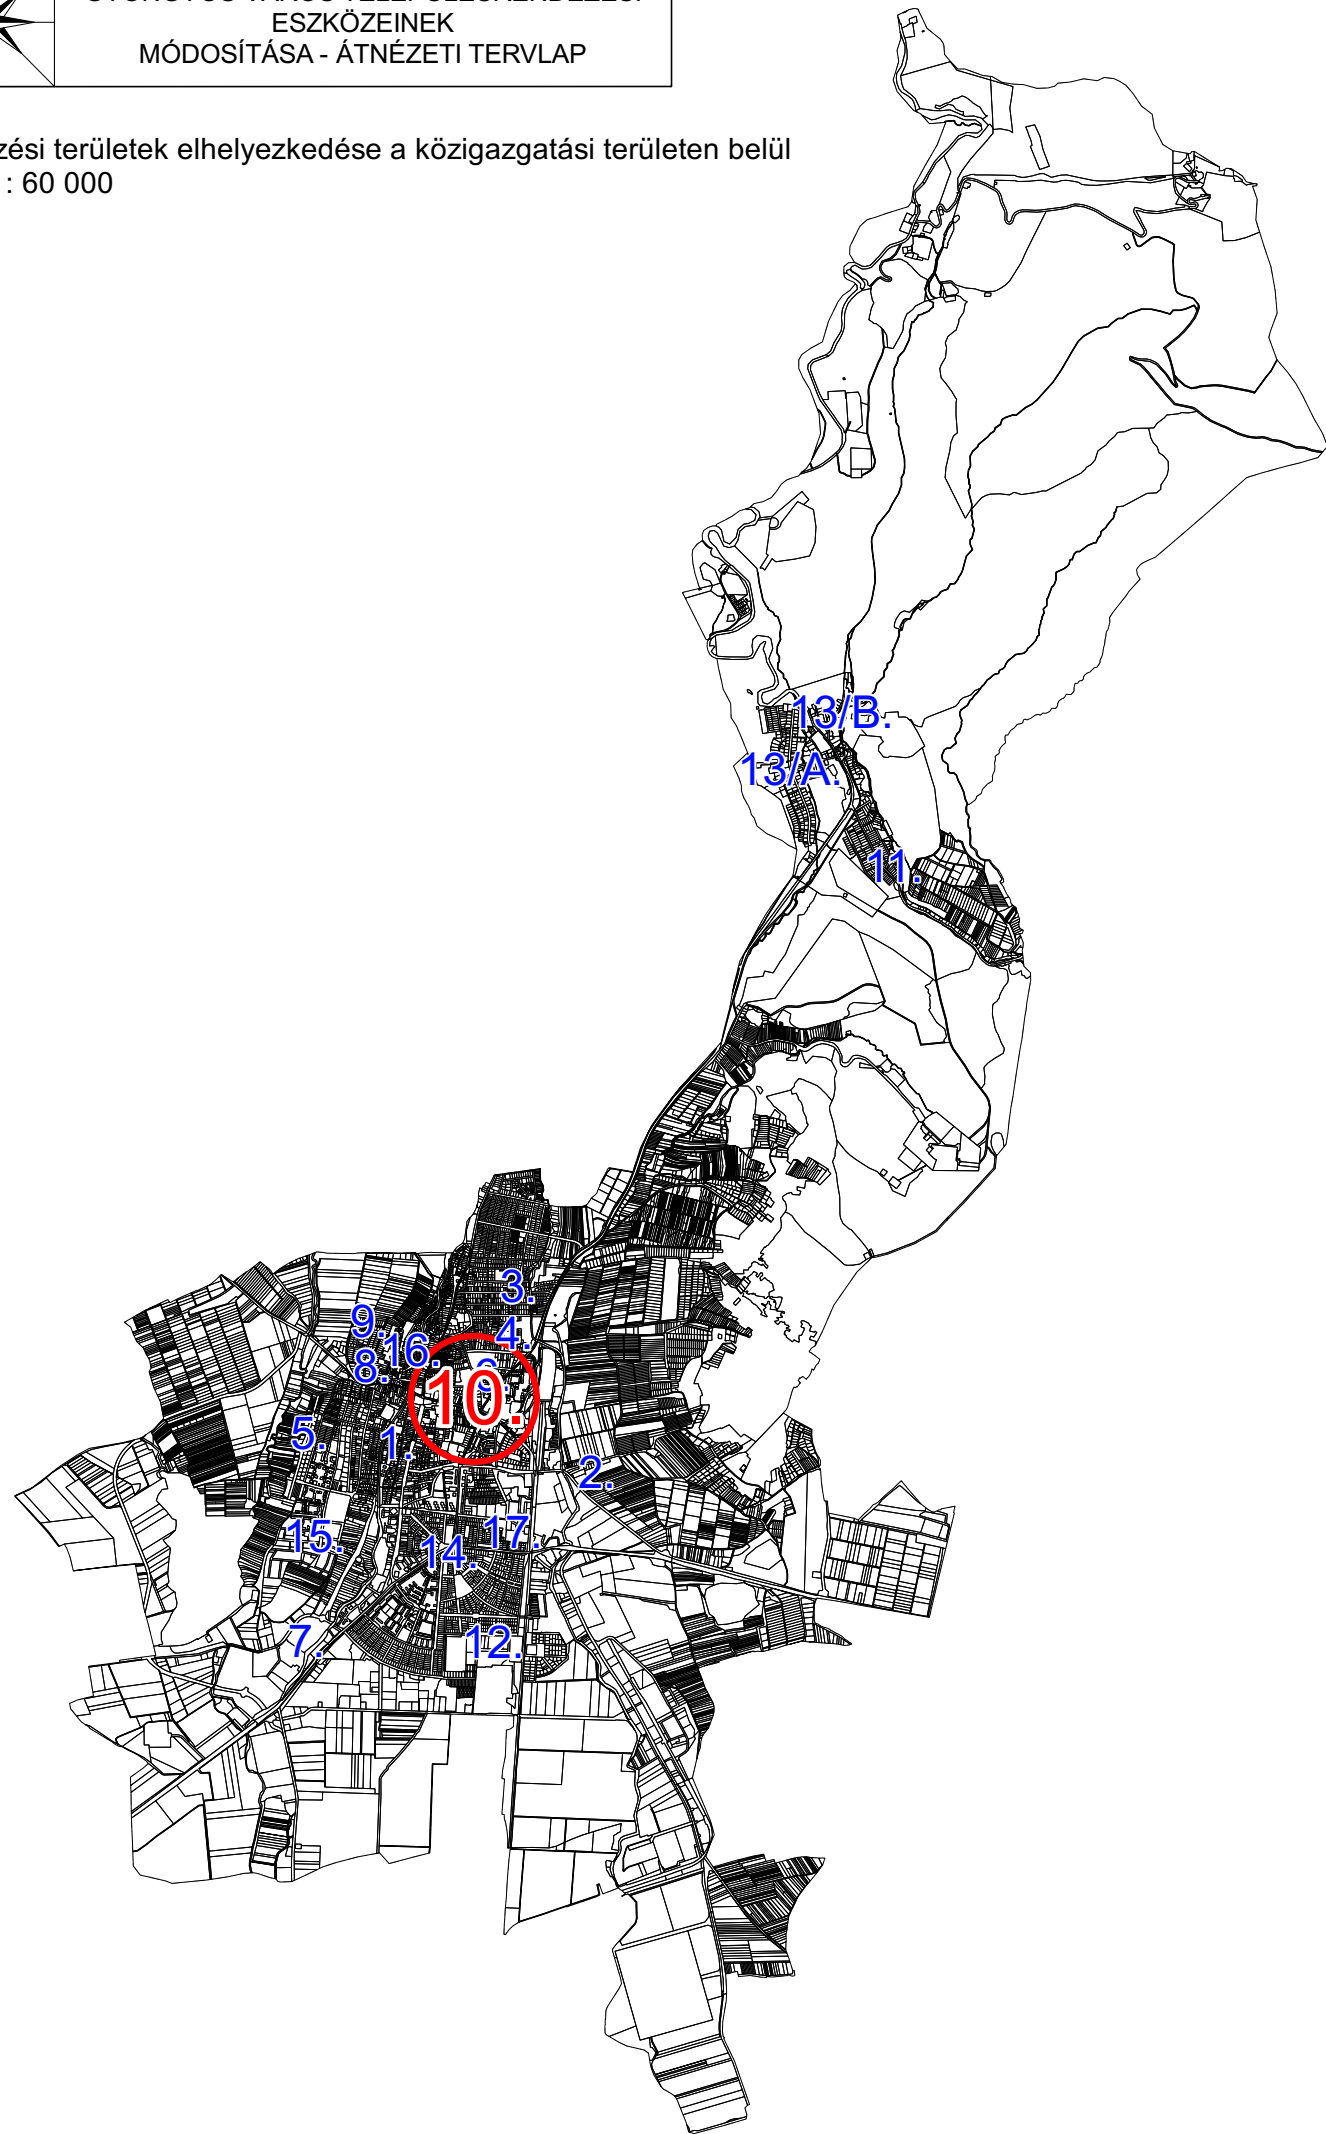 ESZKÖZEINEK
MÓDOSÍTÁSA - ÁTNÉZETI TERVLAP
zési területek elhelyezkedése a közigazgatási területen belül
: 60 000
13/B.
13/A.
11.
3.
9.
4.
16.
8.
6.
10.
5.
1.
2.
17.
15.
14.
7.
12.